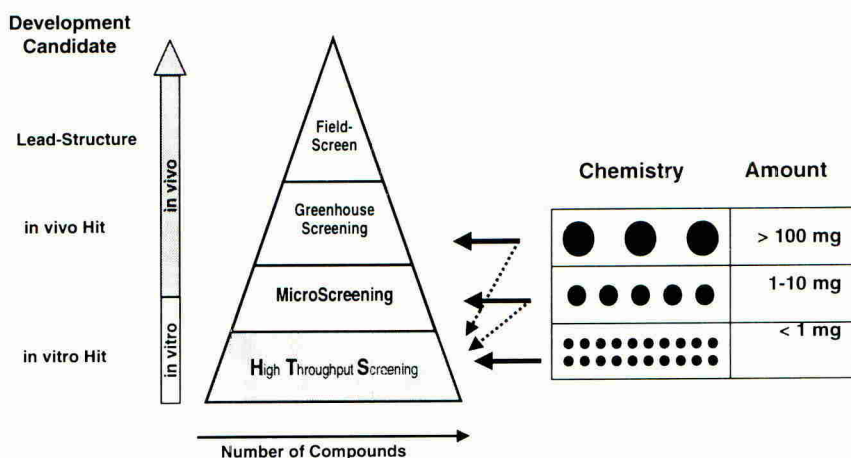 Development
Candidate
Lead-Structure
in vivo Hit
in vitro Hit
in vivo
in vitro
Field-
Screen
Greenhouse
Screening
MicroScreening
High Throughput Screening
Number of Compounds
Chemistry
Amount
> 100 mg
1-10 mg
< 1 mg